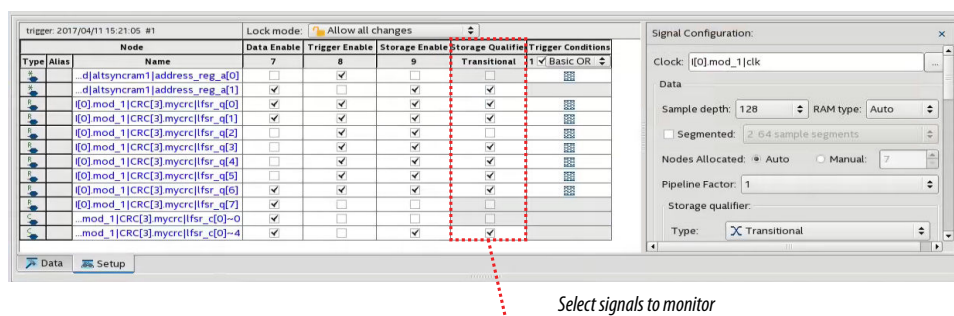 trigger: 2017/04/11 15:21:05 #1 Lock mode: Allow all changes
Node Data Enable Trigger Enable Storage Enable Storage Qualifier Trigger Conditions
Type Alias Name 7 8 9 Transitional 1 Basic OR
...d|altsyncram1|address_reg_a[0]
...d|altsyncram1|address_reg_a[1]
l[0].mod_1|CRC[3].mycrc|lfsr_q[0]
l[0].mod_1|CRC[3].mycrc|lfsr_q[1]
l[0].mod_1|CRC[3].mycrc|lfsr_q[2]
l[0].mod_1|CRC[3].mycrc|lfsr_q[3]
l[0].mod_1|CRC[3].mycrc|lfsr_q[4]
l[0].mod_1|CRC[3].mycrc|lfsr_q[5]
l[0].mod_1|CRC[3].mycrc|lfsr_q[6]
l[0].mod_1|CRC[3].mycrc|lfsr_q[7]
...mod_1|CRC[3].mycrc|lfsr_c[0]~0
...mod_1|CRC[3].mycrc|lfsr_c[0]~4
Data Setup
Signal Configuration:
Clock: l[0].mod_1|clk ...
Data
Sample depth: 128 RAM type: Auto
Segmented: 2 64 sample segments
Nodes Allocated: Auto Manual: 7
Pipeline Factor: 1
Storage qualifier:
Type: Transitional
Select signals to monitor